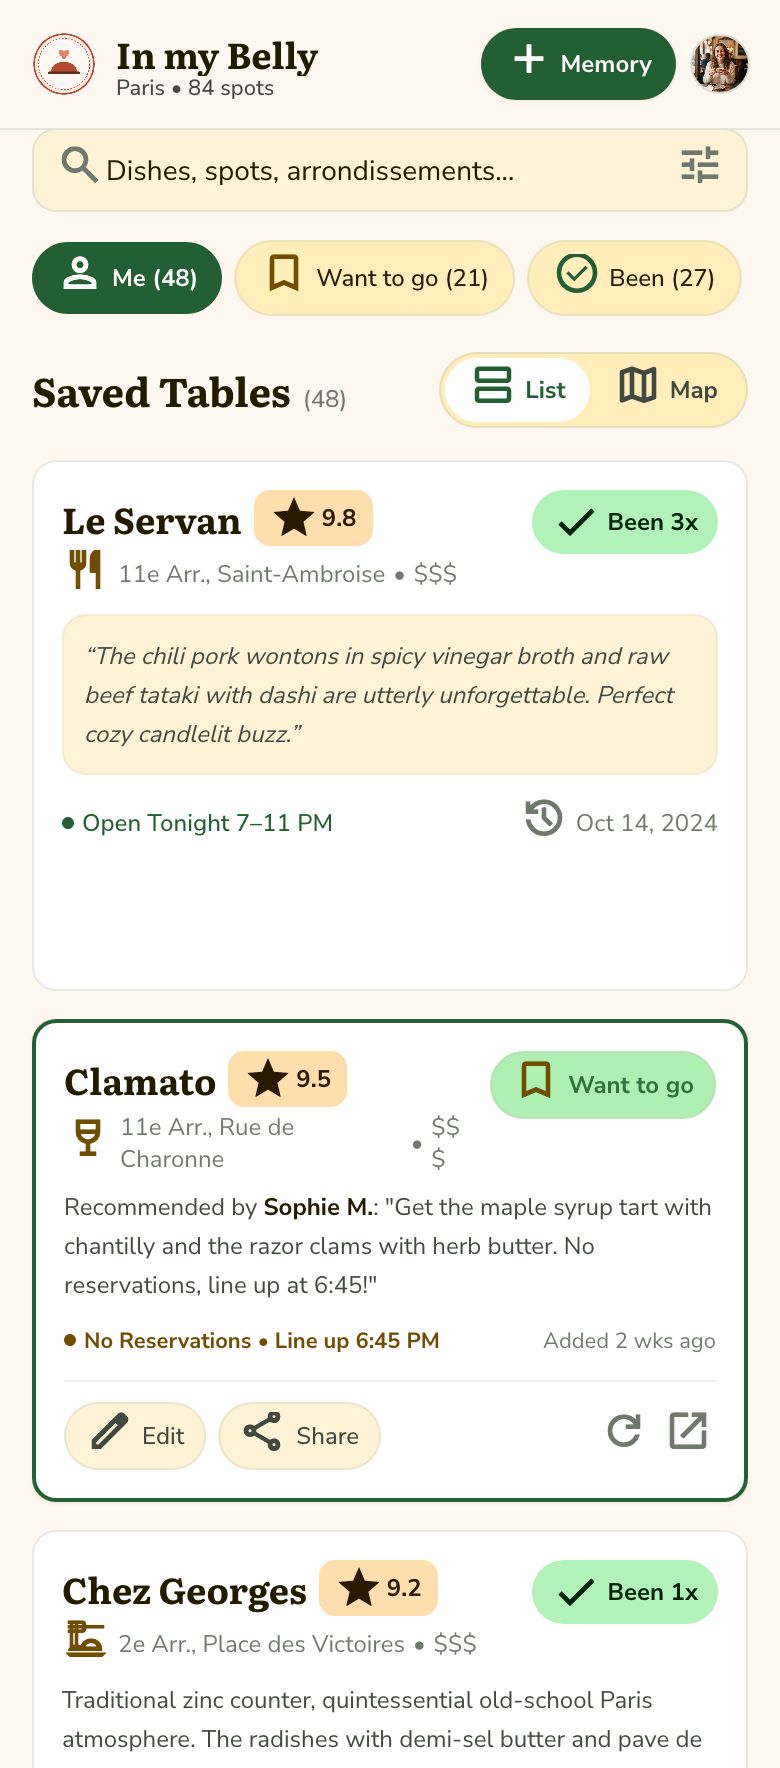 In my Belly
Paris • 84 spots
Memory
Dishes, spots, arrondissements...
Me (48)
Want to go (21)
Been (27)
Saved Tables (48)
List
Map
Le Servan
9.8
Been 3x
11e Arr., Saint-Ambroise • $$$
“The chili pork wontons in spicy vinegar broth and raw
beef tataki with dashi are utterly unforgettable. Perfect
cozy candlelit buzz.”
Open Tonight 7–11 PM
Oct 14, 2024
Clamato
9.5
Want to go
11e Arr., Rue de
Charonne
• $$
$
Recommended by Sophie M.: "Get the maple syrup tart with
chantilly and the razor clams with herb butter. No
reservations, line up at 6:45!"
No Reservations • Line up 6:45 PM
Added 2 wks ago
Edit
Share
Chez Georges
9.2
Been 1x
2e Arr., Place des Victoires • $$$
Traditional zinc counter, quintessential old-school Paris
atmosphere. The radishes with demi-sel butter and pave de